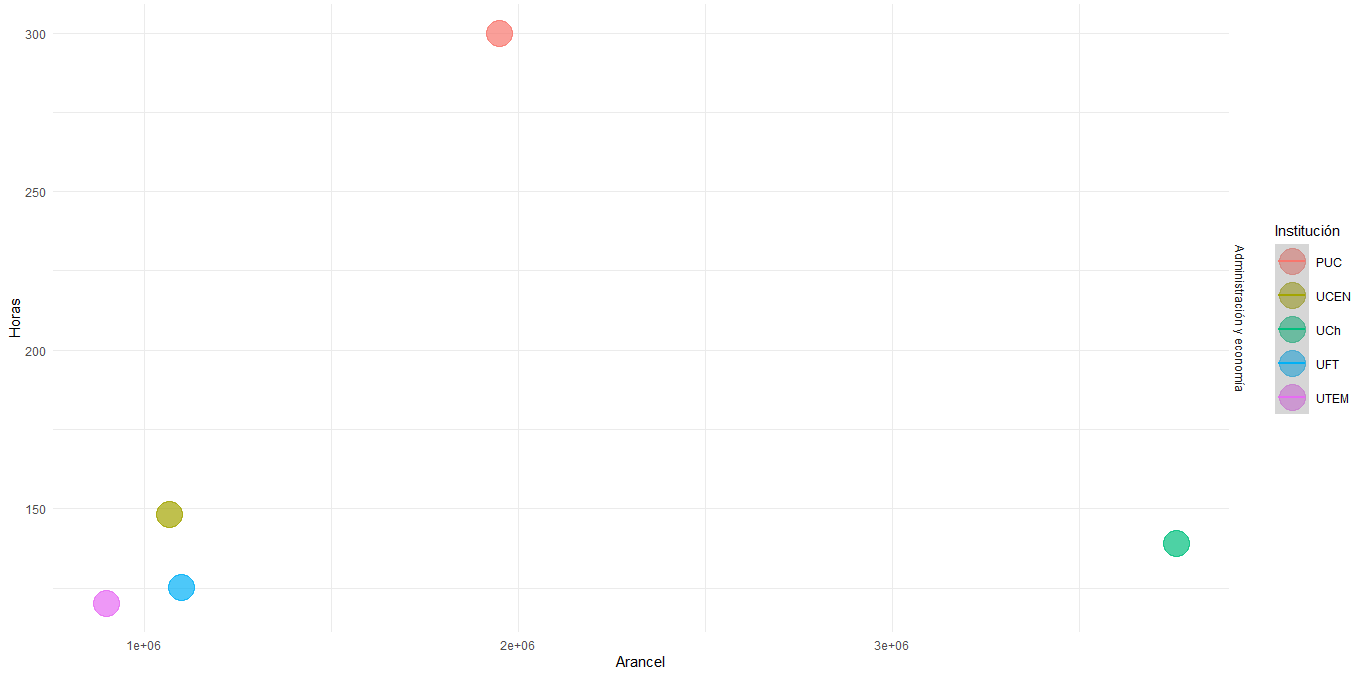 300
250
200
150
Horas
1e+06
2e+06
3e+06
Arancel
Administración y economía
Institución
PUC
UCEN
UCh
UFT
UTEM